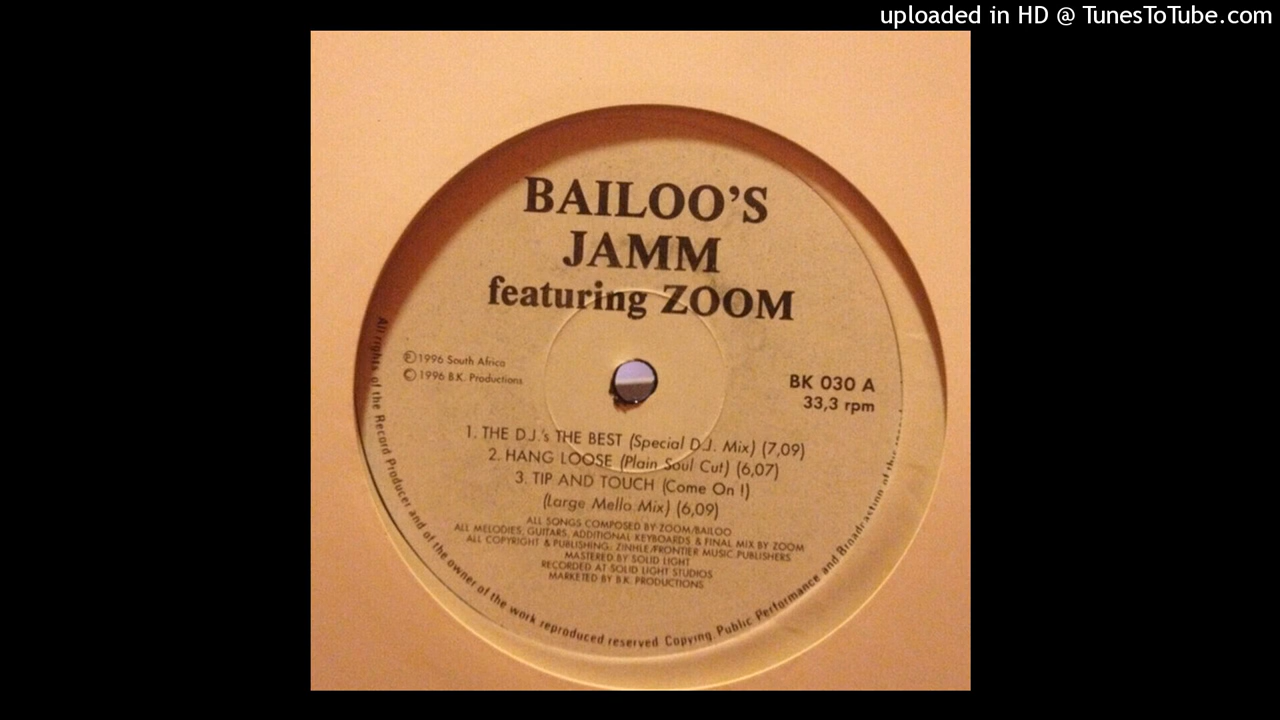 uploaded in HD @ TunesToTube.com
BAILOO'S
JAMM
featuring ZOOM
Ⓟ1996 South Africa
© 1996 B.K. Productions
BK 030 A
33,3 rpm
1. THE D.J.'s THE BEST (Special D.J. Mix) (7,09)
2. HANG LOOSE (Plain Soul Cut) (6,07)
3. TIP AND TOUCH (Come On !)
(Large Mello Mix) (6,09)
ALL SONGS COMPOSED BY ZOOM/BAILOO
ALL MELODIES, GUITARS, ADDITIONAL KEYBOARDS & FINAL MIX BY ZOOM
ALL COPYRIGHT & PUBLISHING: ZINHLE/FRONTIER MUSIC PUBLISHERS
MASTERED BY SOLID LIGHT
RECORDED AT SOLID LIGHT STUDIOS
MARKETED BY B.K. PRODUCTIONS
All rights of the Record Producer and of the owner of the work reproduced reserved Copying, Public Performance and Broadcasting of this